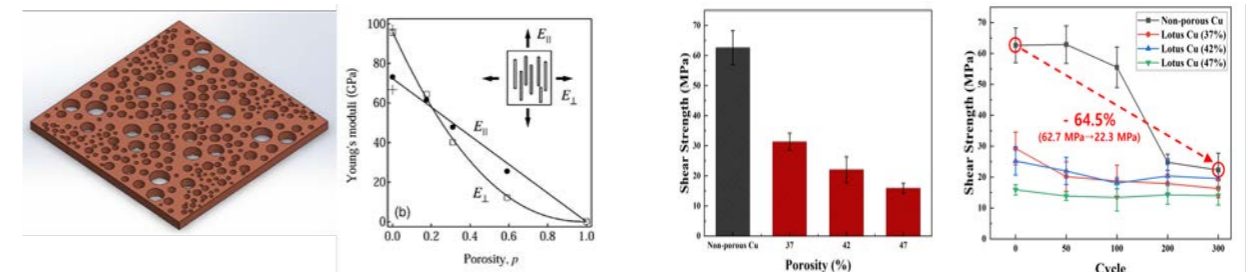 100
80
60
40
20
0
Young's moduli (GPa)
E∥
E⊥
E∥
E⊥
(b)
0.0 0.2 0.4 0.6 0.8 1.0
Porosity, p
70
60
50
40
30
20
10
0
Shear Strength (MPa)
Non-porous Cu 37 42 47
Porosity (%)
70
60
50
40
30
20
10
0
Shear Strength (MPa)
Non-porous Cu
Lotus Cu (37%)
Lotus Cu (42%)
Lotus Cu (47%)
- 64.5%
(62.7 MPa→22.3 MPa)
0 50 100 200 300
Cycle